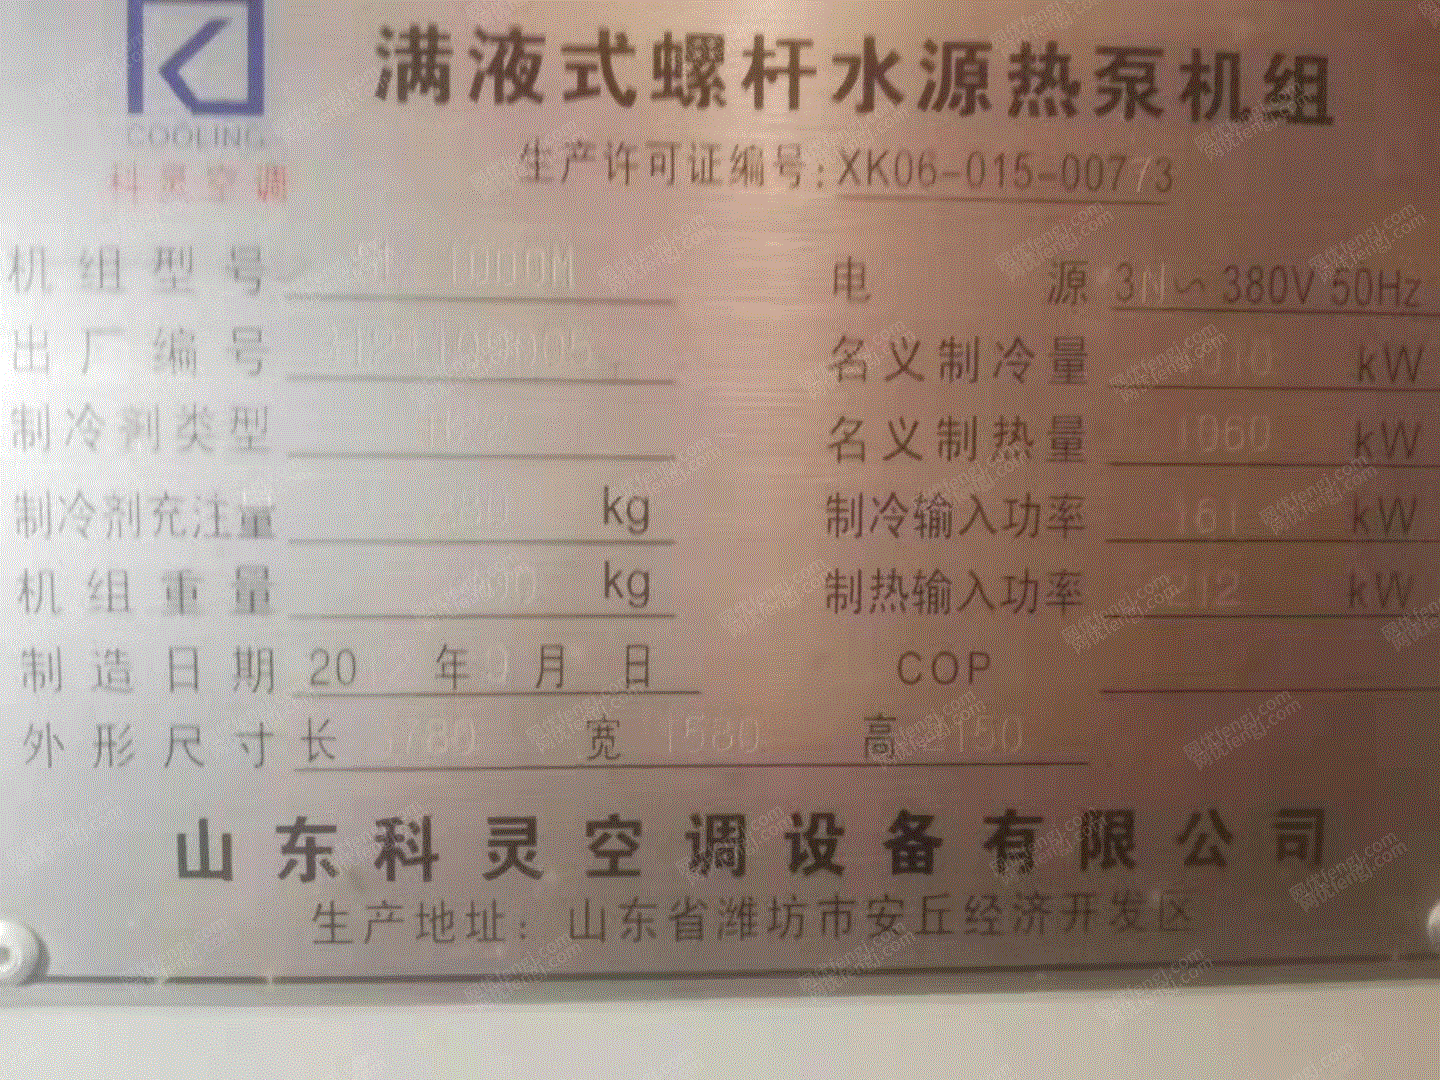 COOLING
科灵空调
满液式螺杆水源热泵机组
生产许可证编号:XK06-015-00773
机组型号 1000M
电源 3N~380V 50Hz
出厂编号
名义制冷量 kW
制冷剂类型
名义制热量 1060 kW
制冷剂充注量 kg
制冷输入功率 161 kW
机组重量 kg
制热输入功率 212 kW
制造日期 20 年 月 日
COP
外形尺寸 长 3780 宽 1580 高 2150
山东科灵空调设备有限公司
生产地址:山东省潍坊市安丘经济开发区